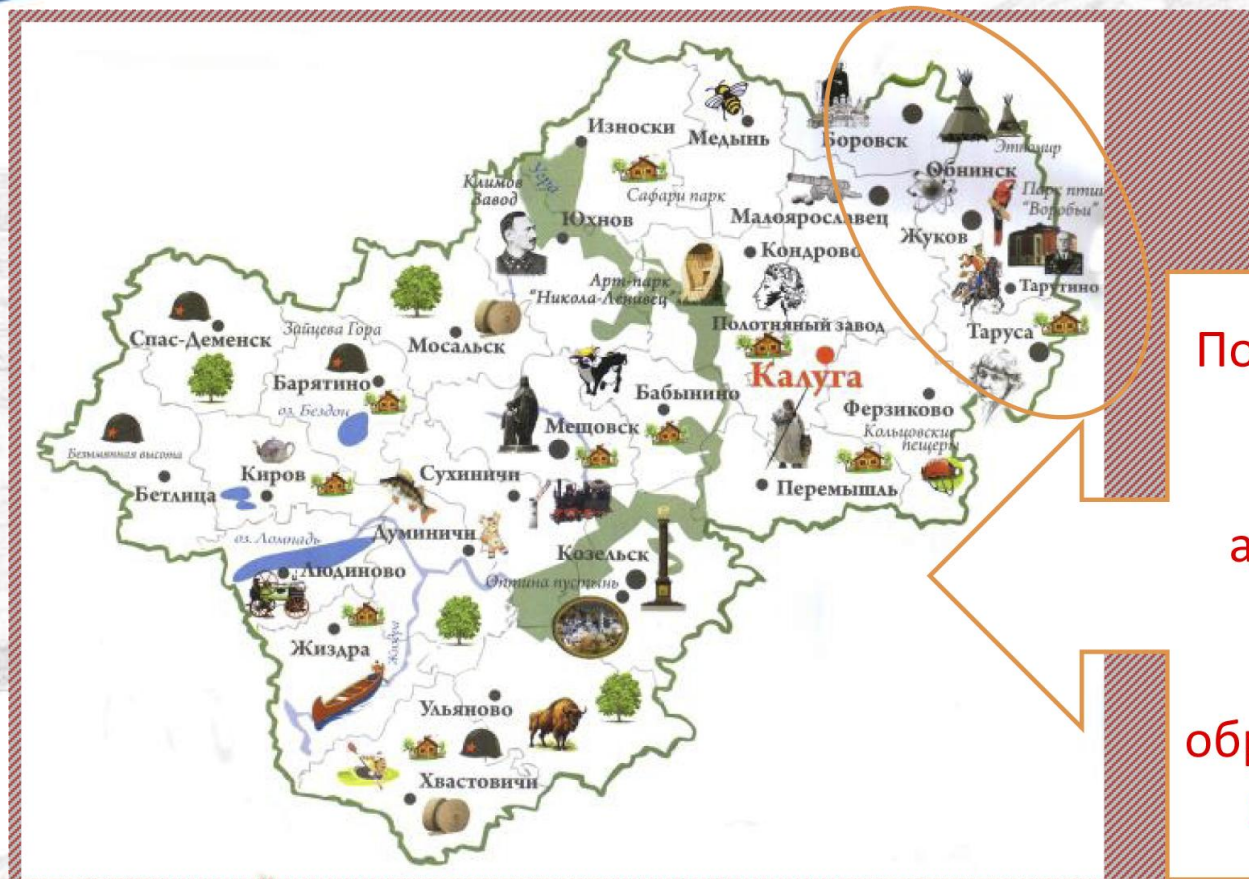 Износки
Медынь
Боровск
Этномир
Обнинск
Климов
Завод
Угра
Сафари парк
Парк птиц
"Воробьи"
Юхнов
Малоярославец
Жуков
Кондрово
Арт-парк
"Никола-Ленивец"
Тарутино
Спас-Деменск
Зайцева Гора
Мосальск
Полотняный завод
Таруса
Калуга
Барятино
оз. Бездон
Бабынино
Ферзиково
Мещовск
Кольцовские
пещеры
Безымянная высота
Киров
Сухиничи
Бетлица
Перемышль
Думиничи
оз. Ломпадь
Козельск
Людиново
Оптина пустынь
Жиздра
Жиздра
Ульяново
Хвастовичи
По
а
обр